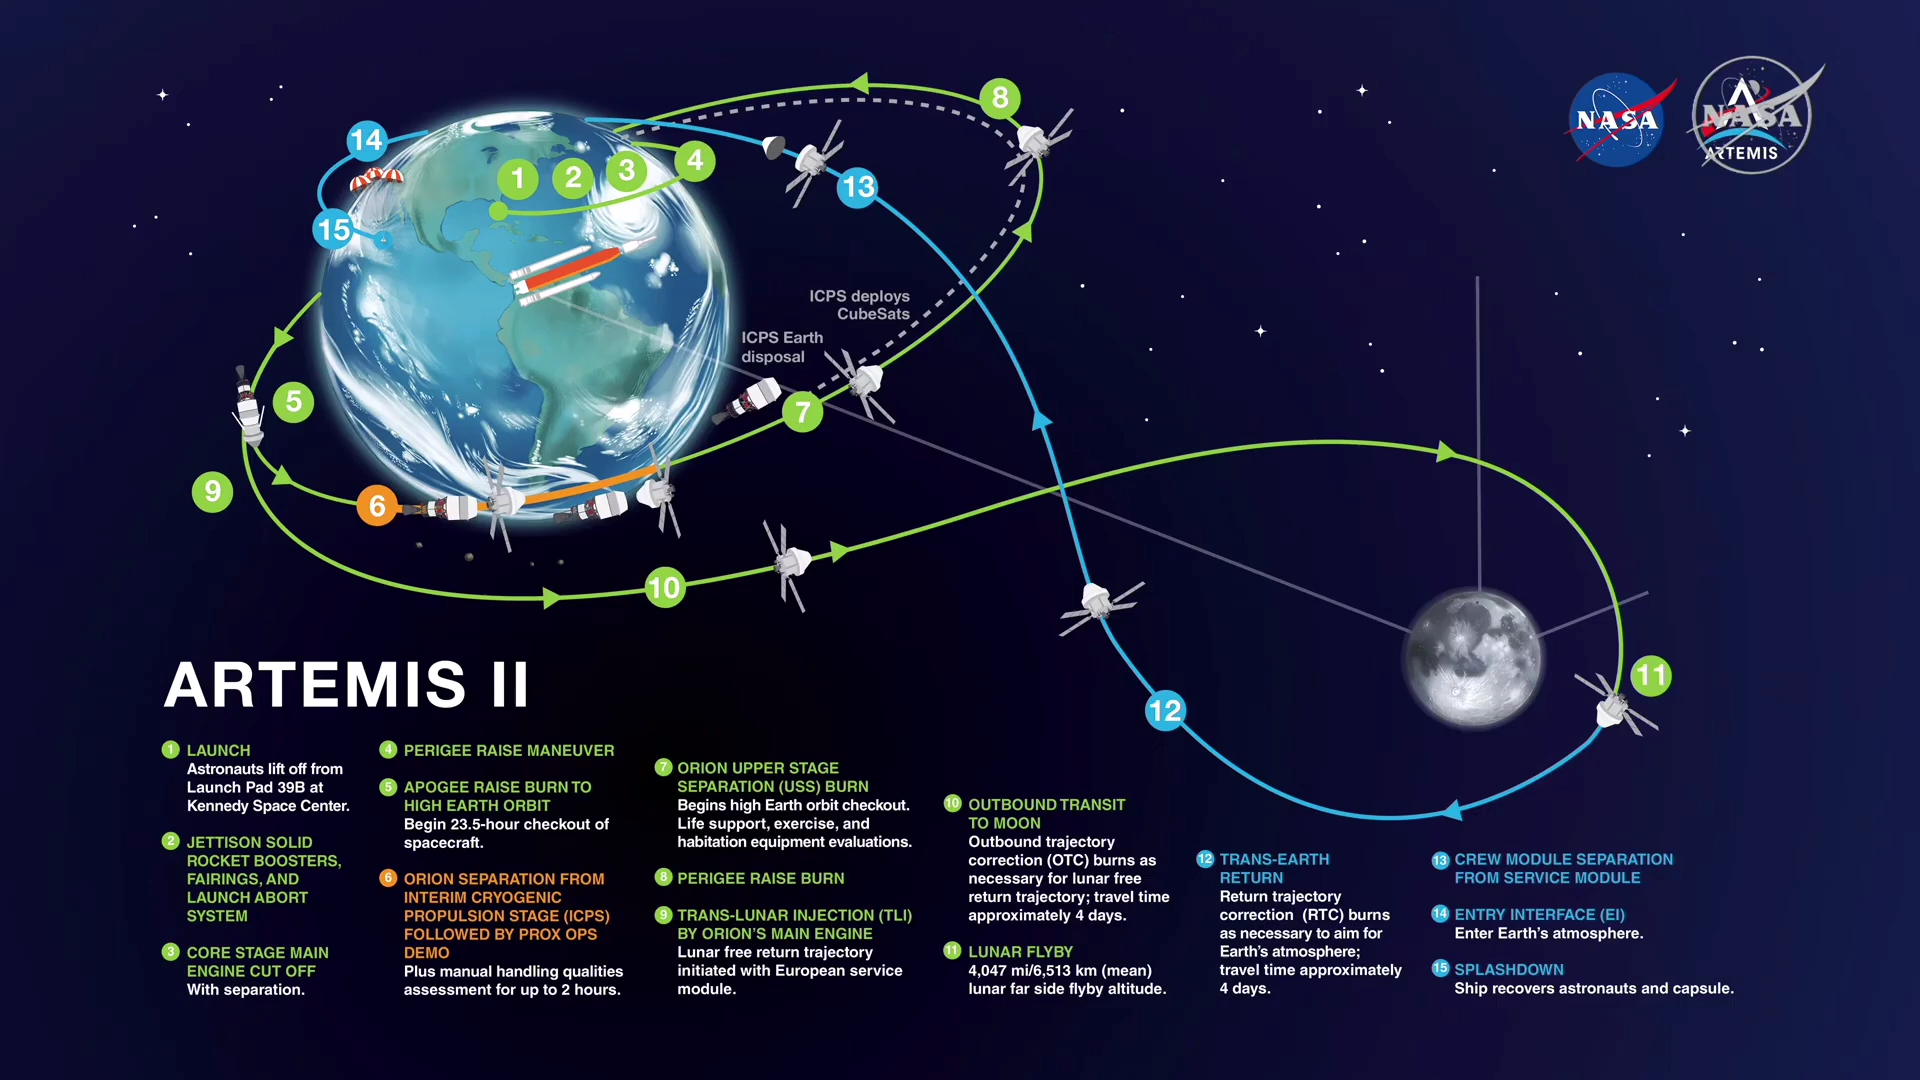 14
8
NASA
NASA
ARTEMIS
1
2
3
4
13
15
ICPS deploys
CubeSats
ICPS Earth
disposal
5
7
9
6
10
11
12
ARTEMIS II
1 LAUNCH
Astronauts lift off from
Launch Pad 39B at
Kennedy Space Center.
2 JETTISON SOLID
ROCKET BOOSTERS,
FAIRINGS, AND
LAUNCH ABORT
SYSTEM
3 CORE STAGE MAIN
ENGINE CUT OFF
With separation.
4 PERIGEE RAISE MANEUVER
5 APOGEE RAISE BURN TO
HIGH EARTH ORBIT
Begin 23.5-hour checkout of
spacecraft.
6 ORION SEPARATION FROM
INTERIM CRYOGENIC
PROPULSION STAGE (ICPS)
FOLLOWED BY PROX OPS
DEMO
Plus manual handling qualities
assessment for up to 2 hours.
7 ORION UPPER STAGE
SEPARATION (USS) BURN
Begins high Earth orbit checkout.
Life support, exercise, and
habitation equipment evaluations.
8 PERIGEE RAISE BURN
9 TRANS-LUNAR INJECTION (TLI)
BY ORION'S MAIN ENGINE
Lunar free return trajectory
initiated with European service
module.
10 OUTBOUND TRANSIT
TO MOON
Outbound trajectory
correction (OTC) burns as
necessary for lunar free
return trajectory; travel time
approximately 4 days.
11 LUNAR FLYBY
4,047 mi/6,513 km (mean)
lunar far side flyby altitude.
12 TRANS-EARTH
RETURN
Return trajectory
correction (RTC) burns
as necessary to aim for
Earth's atmosphere;
travel time approximately
4 days.
13 CREW MODULE SEPARATION
FROM SERVICE MODULE
14 ENTRY INTERFACE (EI)
Enter Earth's atmosphere.
15 SPLASHDOWN
Ship recovers astronauts and capsule.